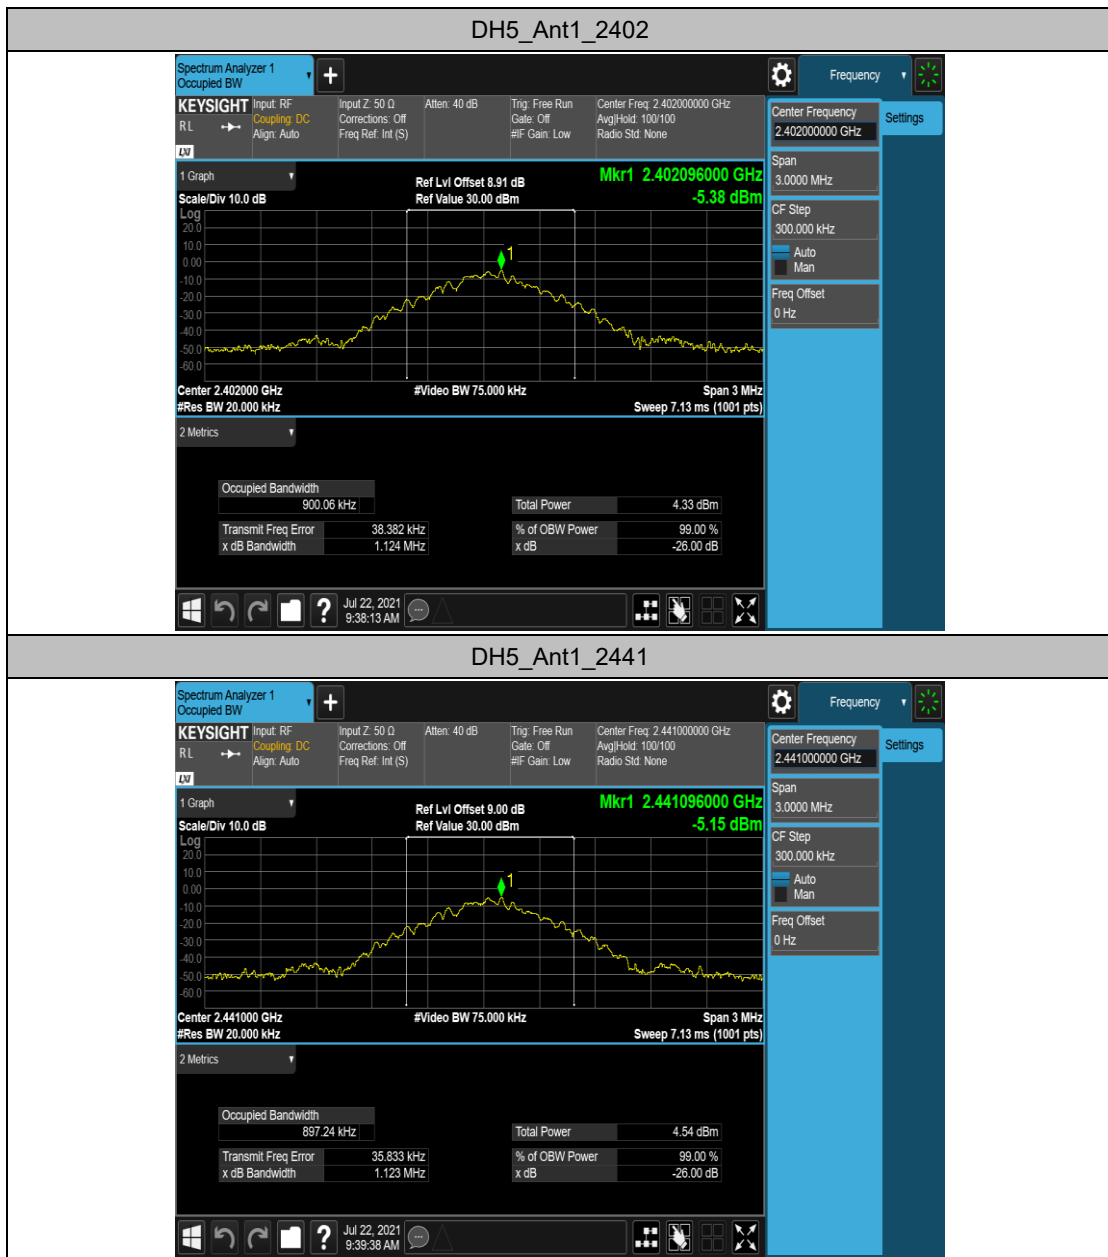 DH5_Ant1_2402
Spectrum Analyzer 1
Occupied BW
Frequency
KEYSIGHT
RL
LXI
Input: RF
Coupling: DC
Align: Auto
Input Z: 50 Ω
Corrections: Off
Freq Ref: Int (S)
Atten: 40 dB
Trig: Free Run
Gate: Off
#IF Gain: Low
Center Freq: 2.402000000 GHz
Avg|Hold: 100/100
Radio Std: None
Center Frequency
2.402000000 GHz
Settings
Span
3.0000 MHz
CF Step
300.000 kHz
Auto
Man
Freq Offset
0 Hz
1 Graph
Scale/Div 10.0 dB
Ref Lvl Offset 8.91 dB
Ref Value 30.00 dBm
Mkr1 2.402096000 GHz
-5.38 dBm
Log
20.0
10.0
0.00
-10.0
-20.0
-30.0
-40.0
-50.0
-60.0
1
Center 2.402000 GHz
#Res BW 20.000 kHz
#Video BW 75.000 kHz
Span 3 MHz
Sweep 7.13 ms (1001 pts)
2 Metrics
Occupied Bandwidth
900.06 kHz
Transmit Freq Error 38.382 kHz
x dB Bandwidth 1.124 MHz
Total Power 4.33 dBm
% of OBW Power 99.00 %
x dB -26.00 dB
?
Jul 22, 2021
9:38:13 AM
DH5_Ant1_2441
Spectrum Analyzer 1
Occupied BW
Frequency
KEYSIGHT
RL
LXI
Input: RF
Coupling: DC
Align: Auto
Input Z: 50 Ω
Corrections: Off
Freq Ref: Int (S)
Atten: 40 dB
Trig: Free Run
Gate: Off
#IF Gain: Low
Center Freq: 2.441000000 GHz
Avg|Hold: 100/100
Radio Std: None
Center Frequency
2.441000000 GHz
Settings
Span
3.0000 MHz
CF Step
300.000 kHz
Auto
Man
Freq Offset
0 Hz
1 Graph
Scale/Div 10.0 dB
Ref Lvl Offset 9.00 dB
Ref Value 30.00 dBm
Mkr1 2.441096000 GHz
-5.15 dBm
Log
20.0
10.0
0.00
-10.0
-20.0
-30.0
-40.0
-50.0
-60.0
1
Center 2.441000 GHz
#Res BW 20.000 kHz
#Video BW 75.000 kHz
Span 3 MHz
Sweep 7.13 ms (1001 pts)
2 Metrics
Occupied Bandwidth
897.24 kHz
Transmit Freq Error 35.833 kHz
x dB Bandwidth 1.123 MHz
Total Power 4.54 dBm
% of OBW Power 99.00 %
x dB -26.00 dB
?
Jul 22, 2021
9:39:38 AM